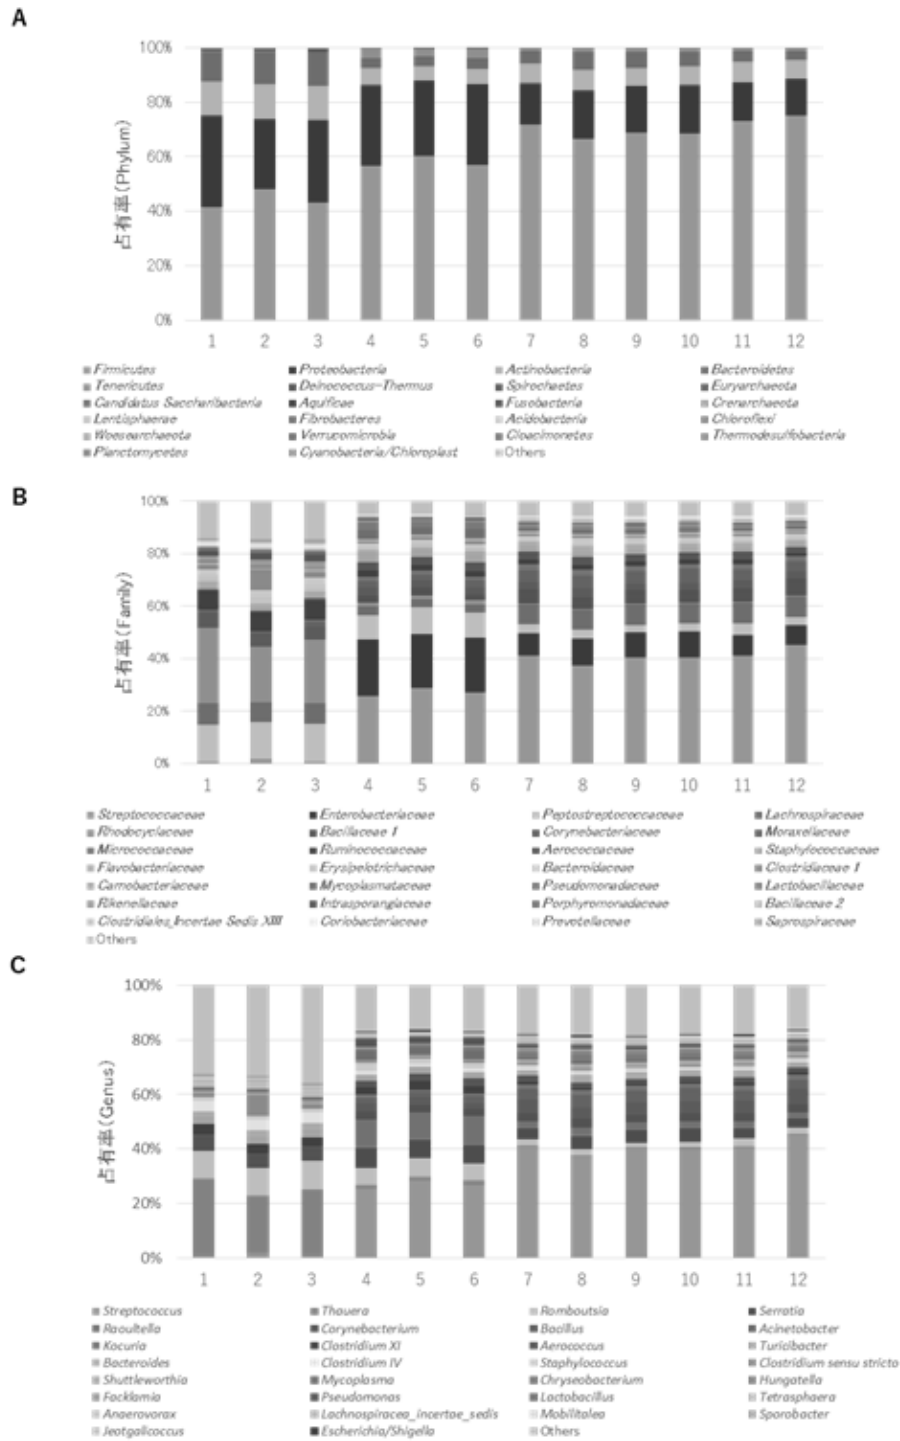 A
占有率(Phylum)
100%
80%
60%
40%
20%
0%
1 2 3 4 5 6 7 8 9 10 11 12
Firmicutes Proteobacteria Actinobacteria Bacteroidetes
Tenericutes Deinococcus-Thermus Spirochaetes Euryarchaeota
Candidatus Saccharibacteria Aquificae Fusobacteria Crenarchaeota
Lentisphaerae Fibrobacteres Acidobacteria Chloroflexi
Woesearchaeota Verrucomicrobia Cloacimonetes Thermodesulfobacteria
Planctomycetes Cyanobacteria/Chloroplast Others
B
占有率(Family)
100%
80%
60%
40%
20%
0%
1 2 3 4 5 6 7 8 9 10 11 12
Streptococcaceae Enterobacteriaceae Peptostreptococcaceae Lachnospiraceae
Rhodocyclaceae Bacillaceae 1 Corynebacteriaceae Moraxellaceae
Micrococcaceae Ruminococcaceae Aerococcaceae Staphylococcaceae
Flavobacteriaceae Erysipelotrichaceae Bacteroidaceae Clostridiaceae 1
Carnobacteriaceae Mycoplasmataceae Pseudomonadaceae Lactobacillaceae
Rikenellaceae Intrasporangiaceae Porphyromonadaceae Bacillaceae 2
Clostridiales_Incertae Sedis XIII Coriobacteriaceae Prevotellaceae Saprospiraceae
Others
C
占有率(Genus)
100%
80%
60%
40%
20%
0%
1 2 3 4 5 6 7 8 9 10 11 12
Streptococcus Thauera Romboutsia Serratia
Raoultella Corynebacterium Bacillus Acinetobacter
Kocuria Clostridium XI Aerococcus Turicibacter
Bacteroides Clostridium IV Staphylococcus Clostridium sensu stricto
Shuttleworthia Mycoplasma Chryseobacterium Hungatella
Facklamia Pseudomonas Lactobacillus Tetrasphaera
Anaerovorax Lachnospiracea_incertae_sedis Mobilitalea Sporobacter
Jeotgalicoccus Escherichia/Shigella Others